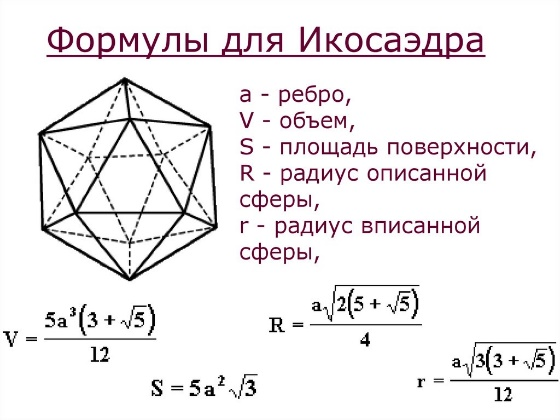 Формулы для Икосаэдра
a - ребро,
V - объем,
S - площадь поверхности,
R - радиус описанной
сферы,
r - радиус вписанной
сферы,
V = 5a³(3 + √5) / 12
R = a√(2(5 + √5)) / 4
S = 5a²√3
r = a√3(3 + √5) / 12